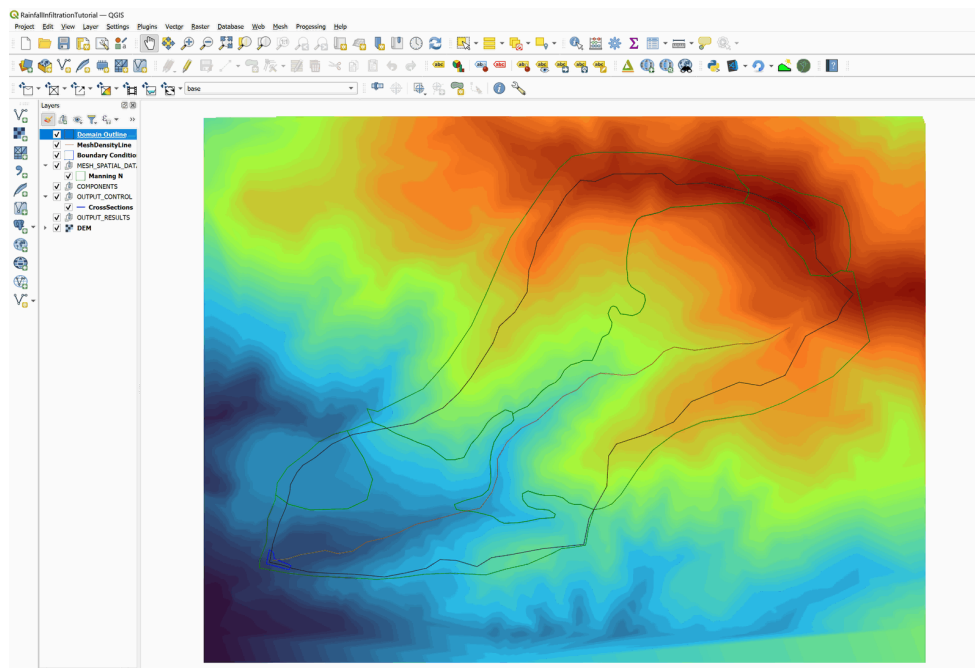 RainfallInfiltrationTutorial — QGIS
Project Edit View Layer Settings Plugins Vector Raster Database Web Mesh Processing Help
base
Layers
Domain Outline
MeshDensityLine
Boundary Conditio
MESH_SPATIAL_DAT
Manning N
COMPONENTS
OUTPUT_CONTROL
CrossSections
OUTPUT_RESULTS
DEM